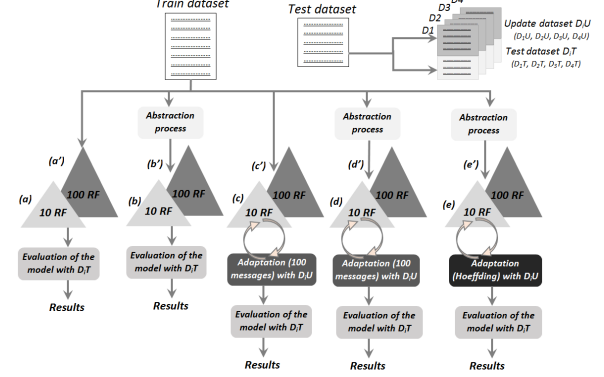 Train dataset
Test dataset
D4
D3
D2
D1
Update dataset DiU
(D1U, D2U, D3U, D4U)
Test dataset DiT
(D1T, D2T, D3T, D4T)
Abstraction
process
Abstraction
process
Abstraction
process
(a')
(b')
(c')
(d')
(e')
100 RF
100 RF
100 RF
100 RF
100 RF
(a)
(b)
(c)
(d)
(e)
10 RF
10 RF
10 RF
10 RF
10 RF
Evaluation of the
model with DiT
Results
Evaluation of the
model with DiT
Results
Adaptation (100
messages) with DiU
Evaluation of the
model with DiT
Results
Adaptation (100
messages) with DiU
Evaluation of the
model with DiT
Results
Adaptation
(Hoeffding) with DiU
Evaluation of the
model with DiT
Results